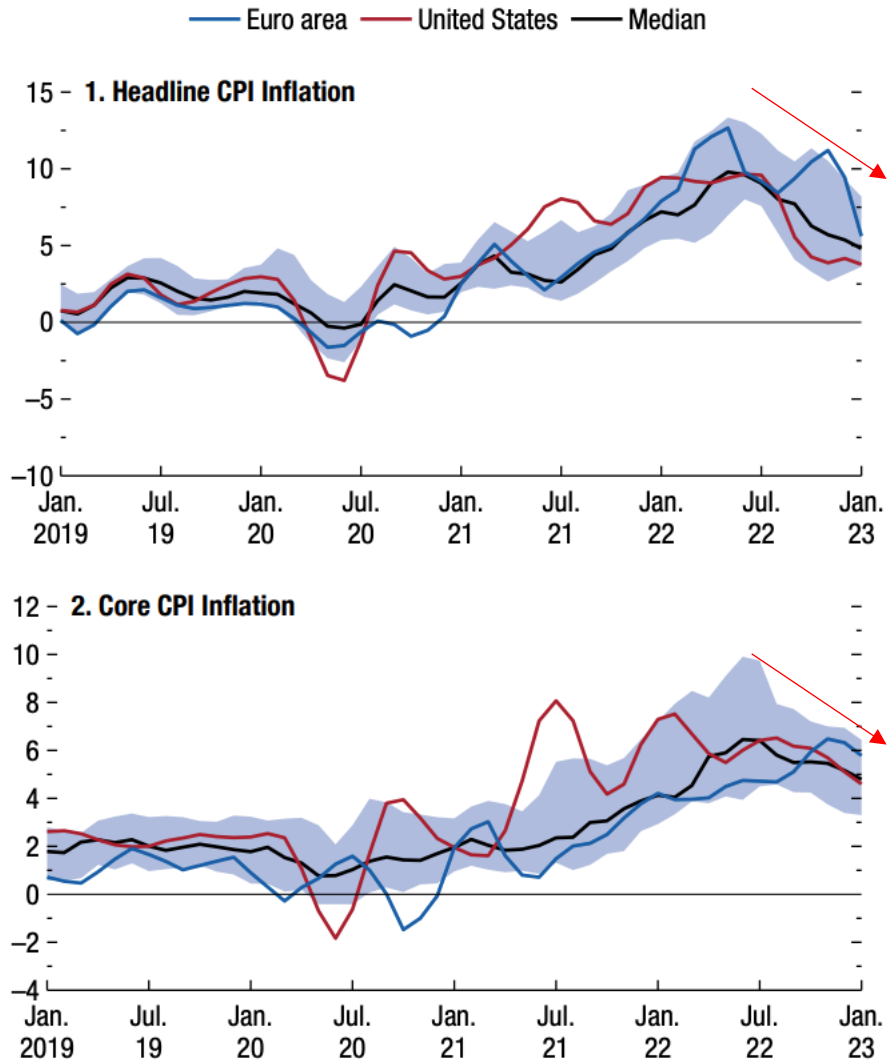 Euro area United States Median
1. Headline CPI Inflation
15
10
5
0
–5
–10
Jan. Jul. Jan. Jul. Jan. Jul. Jan. Jul. Jan.
2019 19 20 20 21 21 22 22 23
2. Core CPI Inflation
12
10
8
6
4
2
0
–2
–4
Jan. Jul. Jan. Jul. Jan. Jul. Jan. Jul. Jan.
2019 19 20 20 21 21 22 22 23